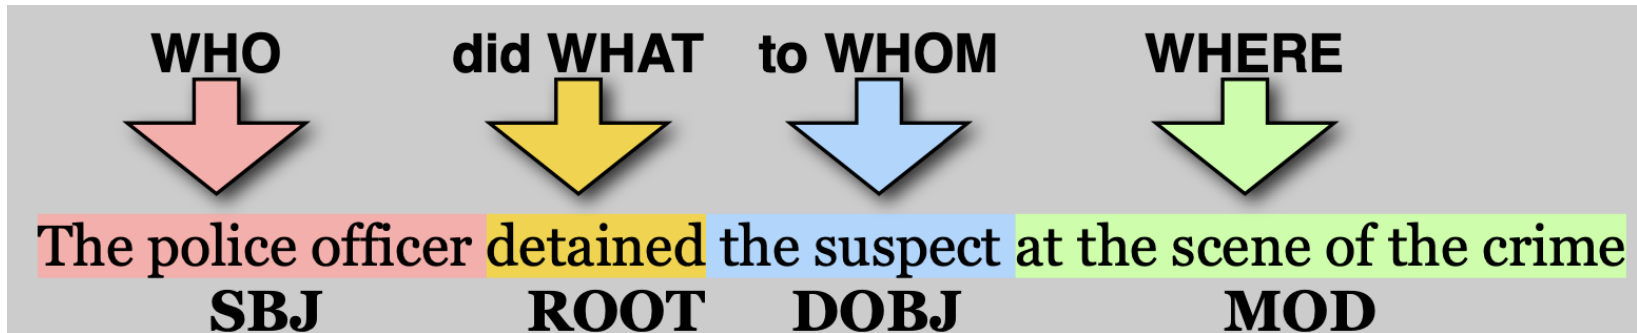 WHO did WHAT to WHOM WHERE
The police officer detained the suspect at the scene of the crime
SBJ ROOT DOBJ MOD